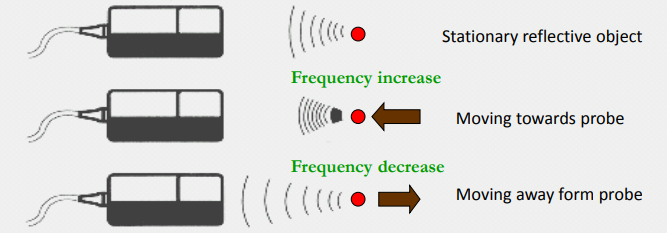 Stationary reflective object
Frequency increase
Moving towards probe
Frequency decrease
Moving away form probe